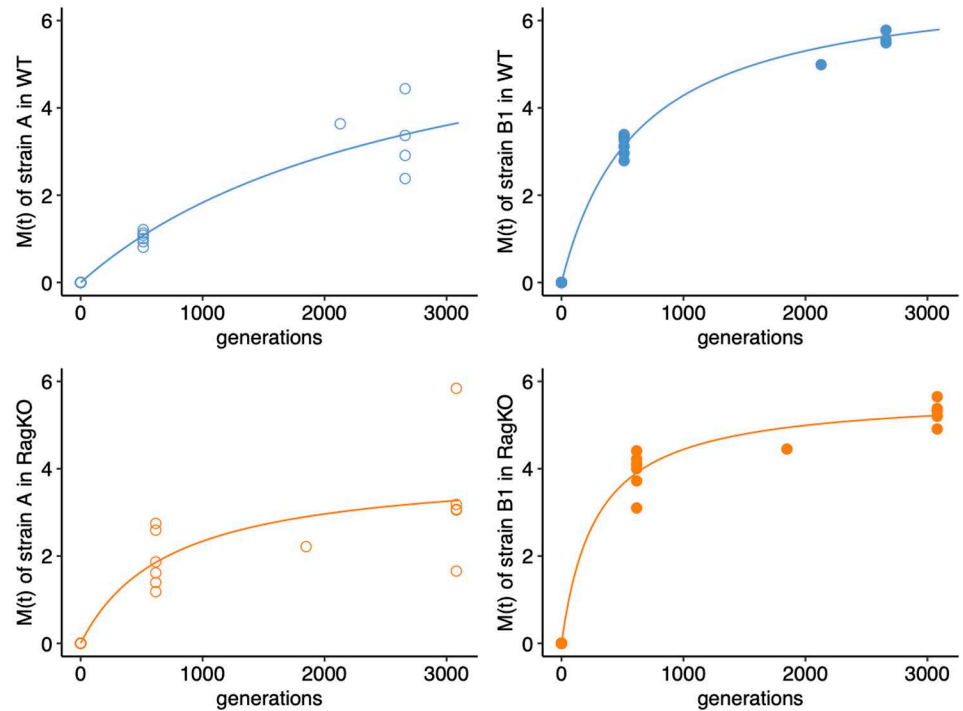 M(t) of strain A in WT
6
4
2
0
0 1000 2000 3000
generations
M(t) of strain B1 in WT
6
4
2
0
0 1000 2000 3000
generations
M(t) of strain A in RagKO
6
4
2
0
0 1000 2000 3000
generations
M(t) of strain B1 in RagKO
6
4
2
0
0 1000 2000 3000
generations